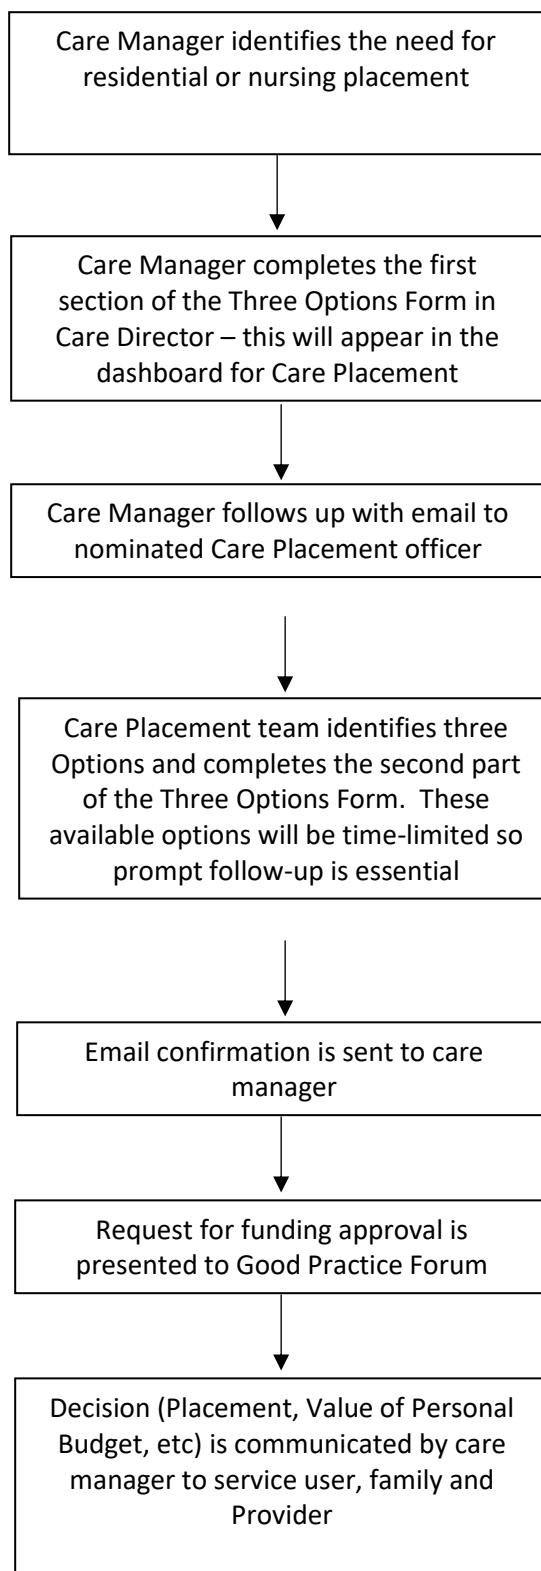 Care Manager identifies the need for
residential or nursing placement
Care Manager completes the first
section of the Three Options Form in
Care Director – this will appear in the
dashboard for Care Placement
Care Manager follows up with email to
nominated Care Placement officer
Care Placement team identifies three
Options and completes the second part
of the Three Options Form.  These
available options will be time-limited so
prompt follow-up is essential
Email confirmation is sent to care
manager
Request for funding approval is
presented to Good Practice Forum
Decision (Placement, Value of Personal
Budget, etc) is communicated by care
manager to service user, family and
Provider